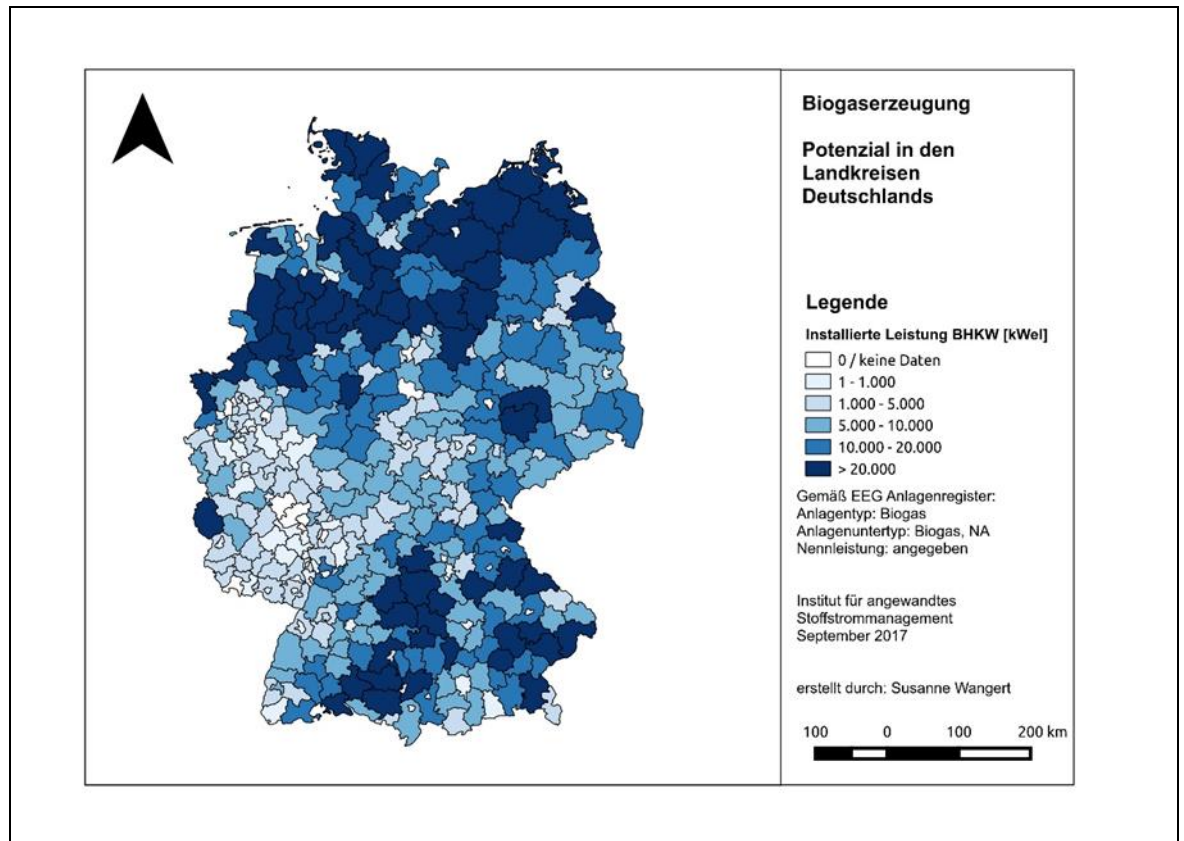 Biogaserzeugung
Potenzial in den
Landkreisen
Deutschlands
Legende
Installierte Leistung BHKW [kWel]
0 / keine Daten
1 - 1.000
1.000 - 5.000
5.000 - 10.000
10.000 - 20.000
> 20.000
Gemäß EEG Anlagenregister:
Anlagentyp: Biogas
Anlagenuntertyp: Biogas, NA
Nennleistung: angegeben
Institut für angewandtes
Stoffstrommanagement
September 2017
erstellt durch: Susanne Wangert
100 0 100 200 km